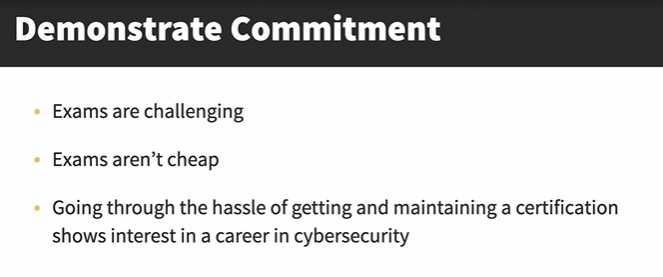 Demonstrate Commitment
Exams are challenging
Exams aren't cheap
Going through the hassle of getting and maintaining a certification
shows interest in a career in cybersecurity